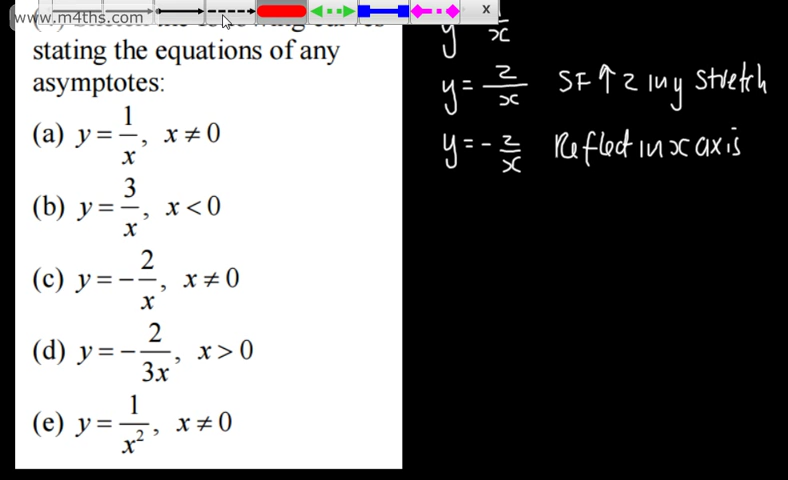 www.m4ths.com
stating the equations of any
asymptotes:
(a) y = 1/x, x ≠ 0
(b) y = 3/x, x < 0
(c) y = −2/x, x ≠ 0
(d) y = −2/3x, x > 0
(e) y = 1/x², x ≠ 0
x
y x
y = 2/x SF↑2 in y stretch
y = -2/x Reflect in x axis